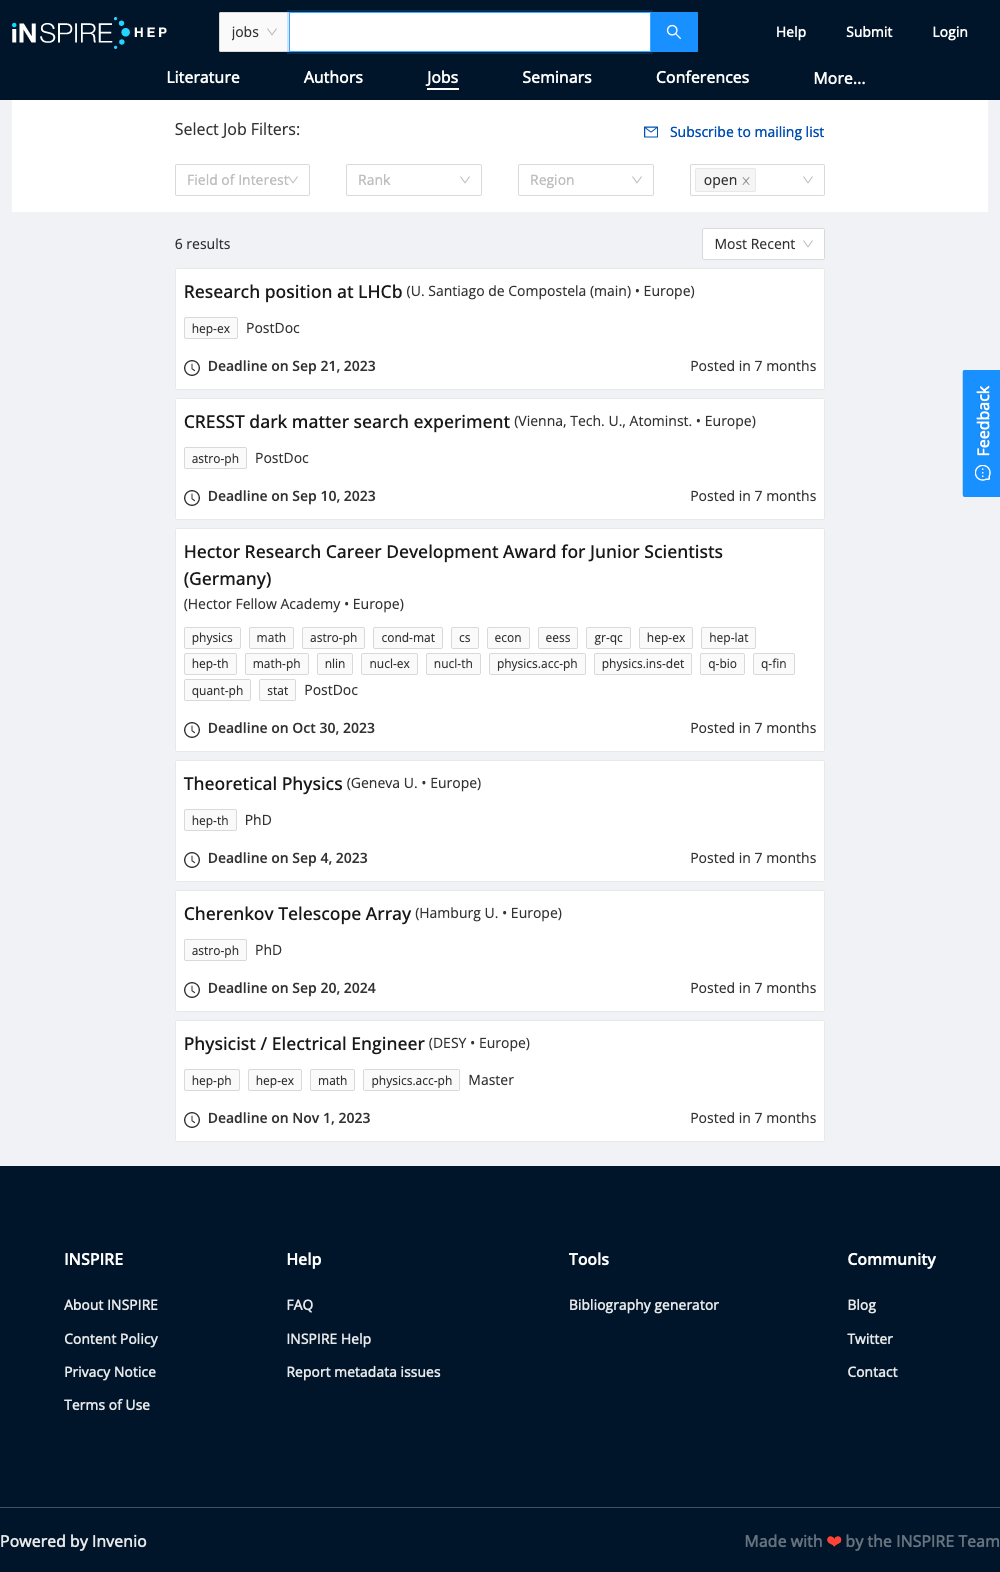 iNSPIRE HEP
jobs
Help Submit Login
Literature Authors Jobs Seminars Conferences More...
Select Job Filters:
Subscribe to mailing list
Field of Interest Rank Region open
6 results
Most Recent
Research position at LHCb (U. Santiago de Compostela (main) • Europe)
hep-ex PostDoc
Deadline on Sep 21, 2023 Posted in 7 months
Feedback
CRESST dark matter search experiment (Vienna, Tech. U., Atominst. • Europe)
astro-ph PostDoc
Deadline on Sep 10, 2023 Posted in 7 months
Hector Research Career Development Award for Junior Scientists
(Germany)
(Hector Fellow Academy • Europe)
physics math astro-ph cond-mat cs econ eess gr-qc hep-ex hep-lat
hep-th math-ph nlin nucl-ex nucl-th physics.acc-ph physics.ins-det q-bio q-fin
quant-ph stat PostDoc
Deadline on Oct 30, 2023 Posted in 7 months
Theoretical Physics (Geneva U. • Europe)
hep-th PhD
Deadline on Sep 4, 2023 Posted in 7 months
Cherenkov Telescope Array (Hamburg U. • Europe)
astro-ph PhD
Deadline on Sep 20, 2024 Posted in 7 months
Physicist / Electrical Engineer (DESY • Europe)
hep-ph hep-ex math physics.acc-ph Master
Deadline on Nov 1, 2023 Posted in 7 months
INSPIRE
About INSPIRE
Content Policy
Privacy Notice
Terms of Use
Help
FAQ
INSPIRE Help
Report metadata issues
Tools
Bibliography generator
Community
Blog
Twitter
Contact
Powered by Invenio
Made with ❤ by the INSPIRE Team